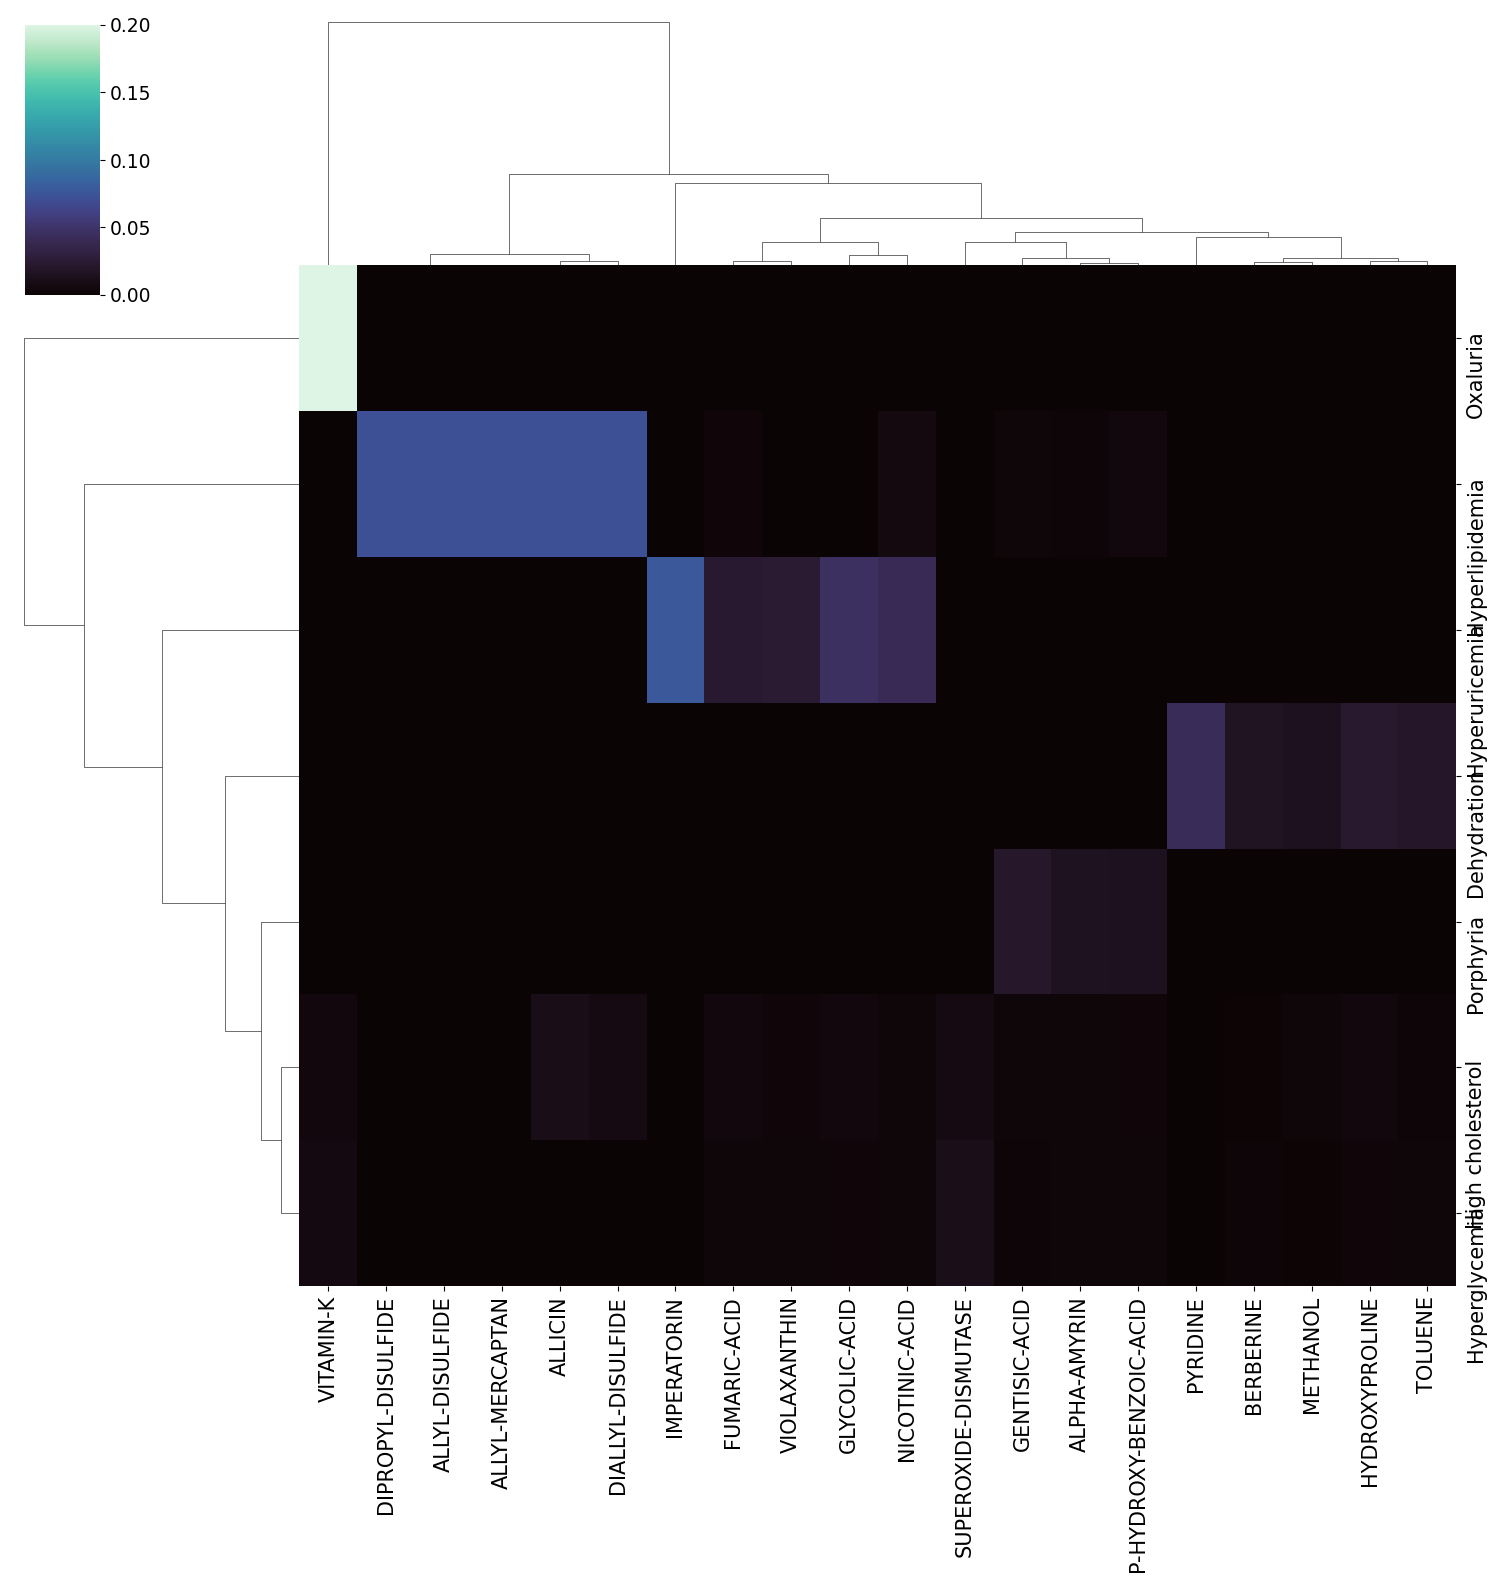 0.20
0.15
0.10
0.05
0.00
Oxaluria
Hyperlipidemia
Hyperuricemia
Dehydration
Porphyria
High cholesterol
Hyperglycemia
VITAMIN-K
DIPROPYL-DISULFIDE
ALLYL-DISULFIDE
ALLYL-MERCAPTAN
ALLICIN
DIALLYL-DISULFIDE
IMPERATORIN
FUMARIC-ACID
VIOLAXANTHIN
GLYCOLIC-ACID
NICOTINIC-ACID
SUPEROXIDE-DISMUTASE
GENTISIC-ACID
ALPHA-AMYRIN
P-HYDROXY-BENZOIC-ACID
PYRIDINE
BERBERINE
METHANOL
HYDROXYPROLINE
TOLUENE